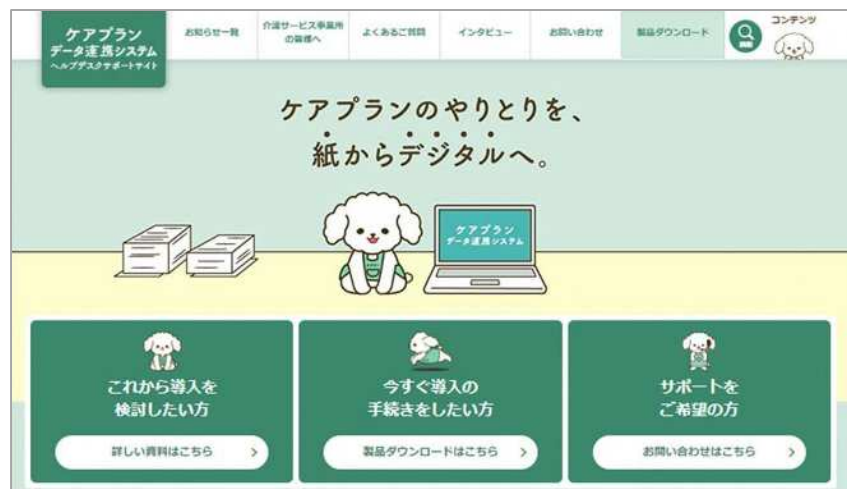 ケアプラン
データ連携システム
ヘルプデスクサポートサイト
お知らせ一覧
介護サービス事業所
の皆様へ
よくあるご質問
インタビュー
お問い合わせ
製品ダウンロード
コンテンツ
ケアプランのやりとりを、
紙からデジタルへ。
ケアプラン
データ連携システム
これから導入を
検討したい方
詳しい資料はこちら
今すぐ導入の
手続きをしたい方
製品ダウンロードはこちら
サポートを
ご希望の方
お問い合わせはこちら